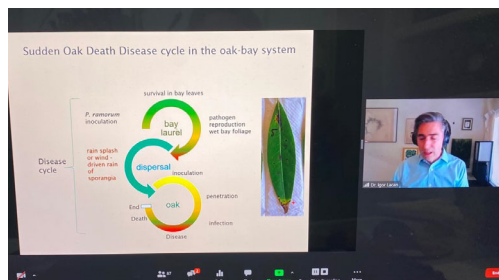 Sudden Oak Death Disease cycle in the oak-bay system
survival in bay leaves
P. ramorum
inoculation
bay
laurel
pathogen
reproduction
wet bay foliage
rain splash
or wind-
driven rain
of
sporangia
Disease
cycle
dispersal
inoculation
penetration
oak
End
Death
infection
Disease
Dr. Igor Lacan